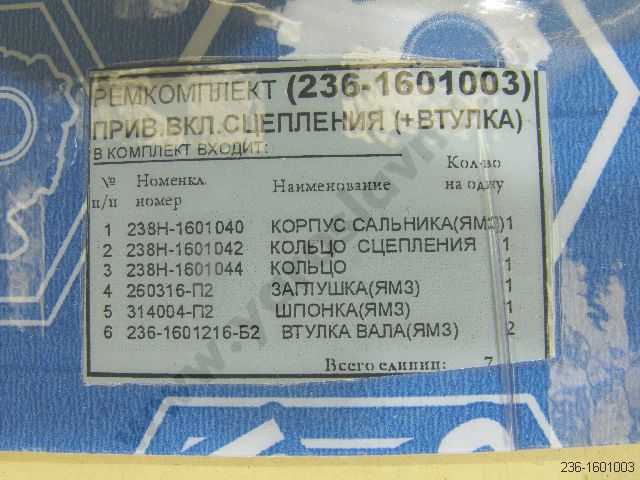 РЕМКОМПЛЕКТ (236-1601003)
ПРИВ.ВКЛ.СЦЕПЛЕНИЯ (+ВТУЛКА)
В КОМПЛЕКТ ВХОДИТ:
№ п/п Номенкл. номер Наименование Кол-во на одну
1 238Н-1601040 КОРПУС САЛЬНИКА(ЯМЗ) 1
2 238Н-1601042 КОЛЬЦО СЦЕПЛЕНИЯ 1
3 238Н-1601044 КОЛЬЦО 1
4 260316-П2 ЗАГЛУШКА(ЯМЗ) 1
5 314004-П2 ШПОНКА(ЯМЗ) 1
6 236-1601216-Б2 ВТУЛКА ВАЛА(ЯМЗ) 2
Всего единиц: 7
236-1601003